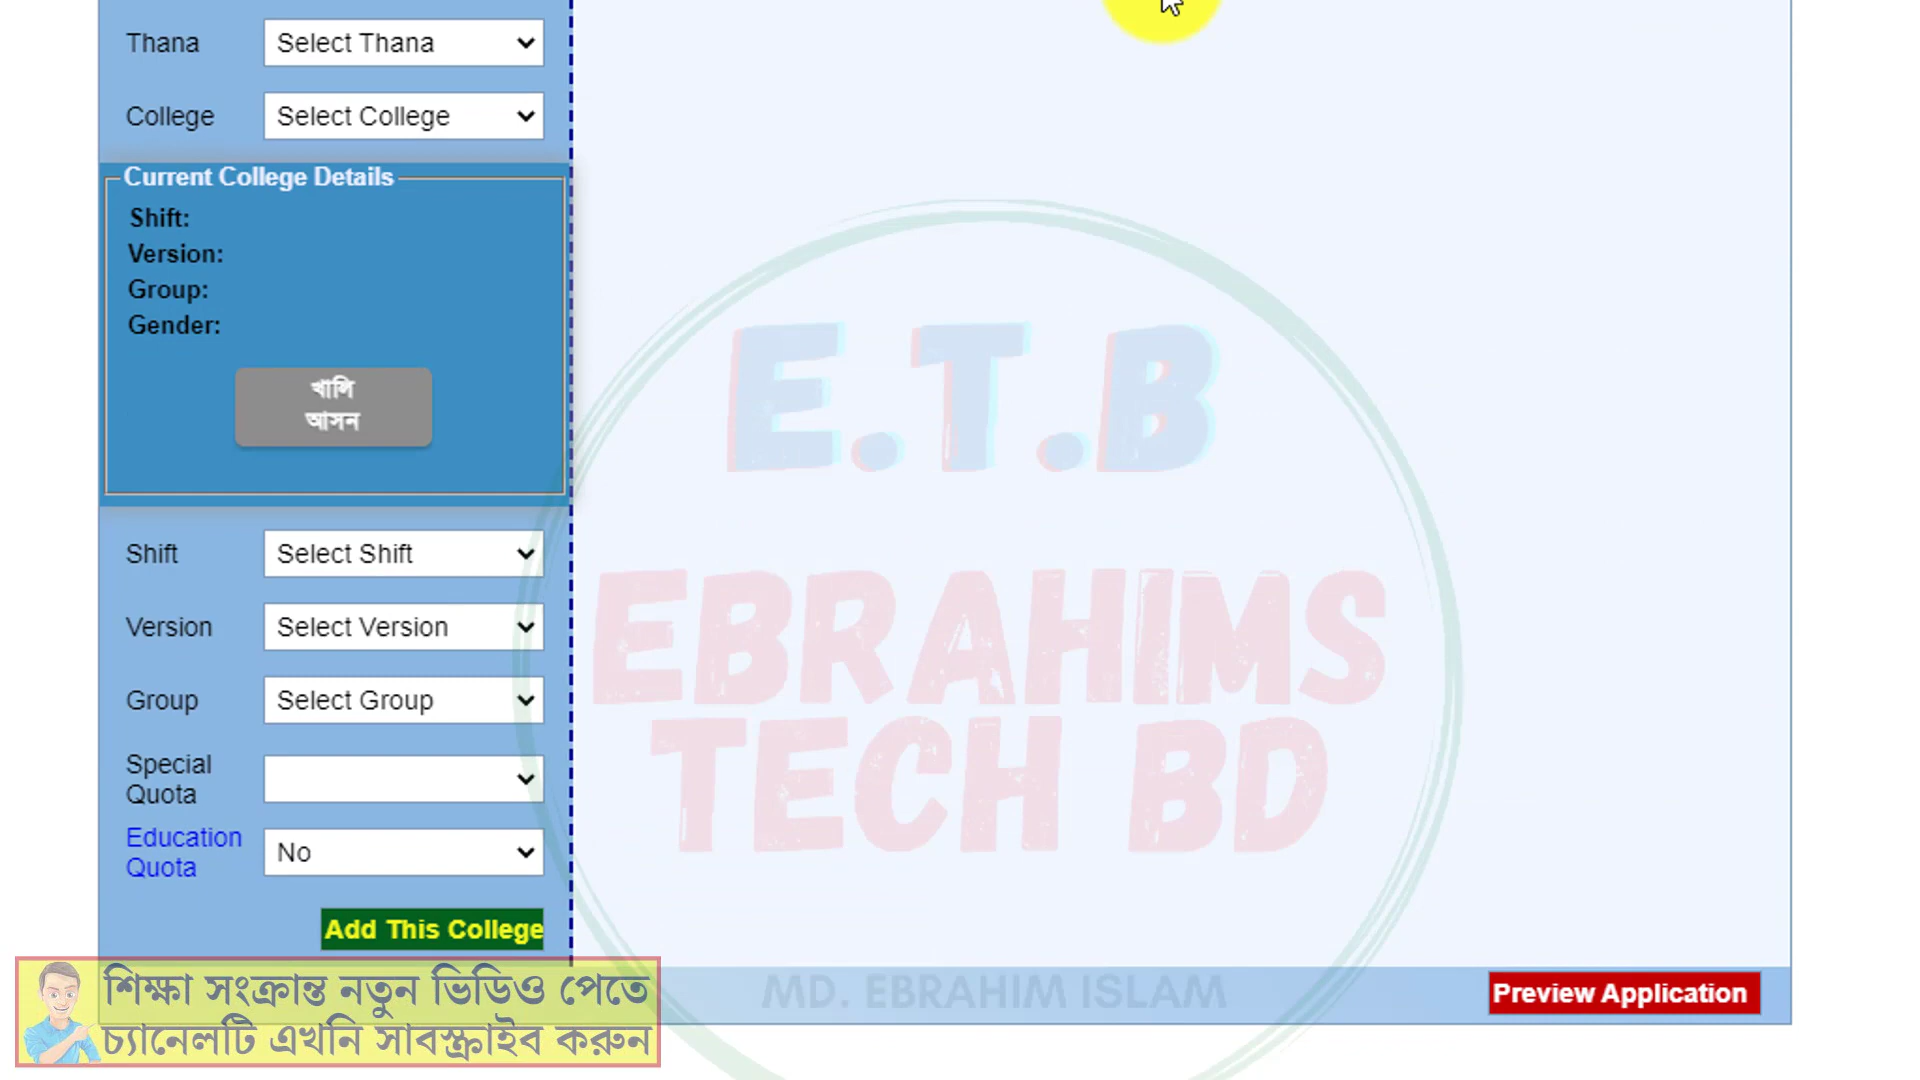 Thana
Select Thana
College
Select College
Current College Details
Shift:
Version:
Group:
Gender:
খালি
আসন
Shift
Select Shift
Version
Select Version
Group
Select Group
Special
Quota
Education
Quota
No
Add This College
E.T.B
EBRAHIMS
TECH BD
MD. EBRAHIM ISLAM
Preview Application
শিক্ষা সংক্রান্ত নতুন ভিডিও পেতে
চ্যানেলটি এখনি সাবস্ক্রাইব করুন